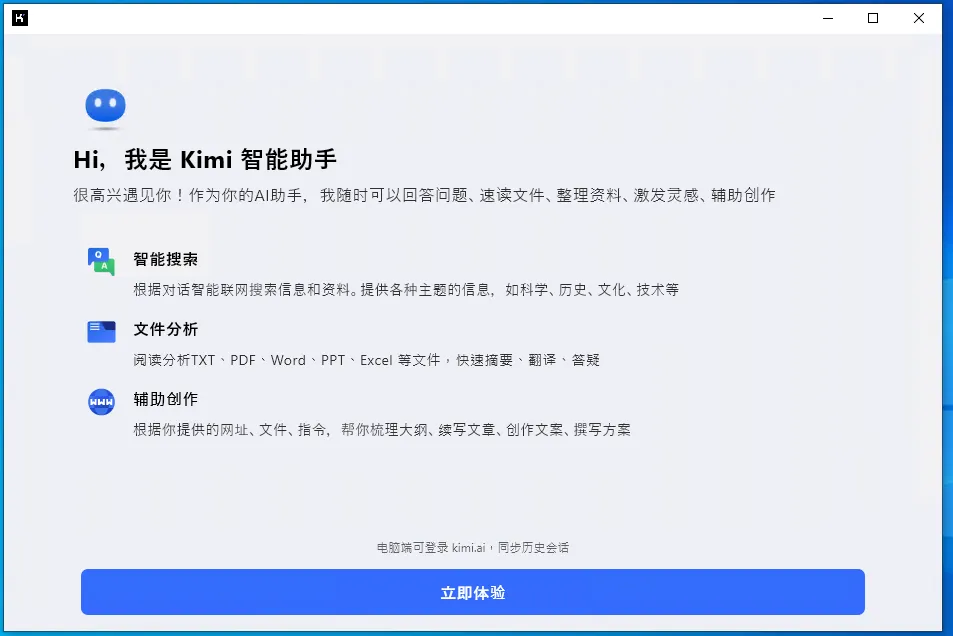 Hi，我是 Kimi 智能助手
很高兴遇见你！作为你的AI助手，我随时可以回答问题、速读文件、整理资料、激发灵感、辅助创作
Q
A
智能搜索
根据对话智能联网搜索信息和资料。提供各种主题的信息，如科学、历史、文化、技术等
文件分析
阅读分析TXT、PDF、Word、PPT、Excel 等文件，快速摘要、翻译、答疑
WWW
辅助创作
根据你提供的网址、文件、指令，帮你梳理大纲、续写文章、创作文案、撰写方案
电脑端可登录 kimi.ai，同步历史会话
立即体验